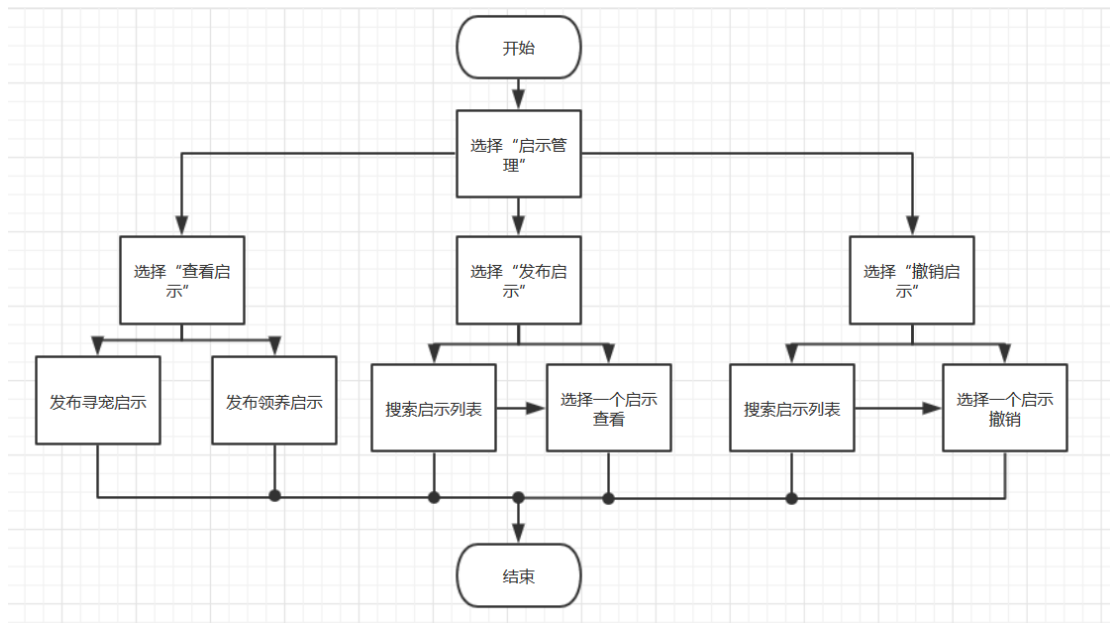 开始
选择“启示管
理”
选择“查看启
示”
选择“发布启
示”
选择“撤销启
示”
发布寻宠启示
发布领养启示
搜索启示列表
选择一个启示
查看
搜索启示列表
选择一个启示
撤销
结束